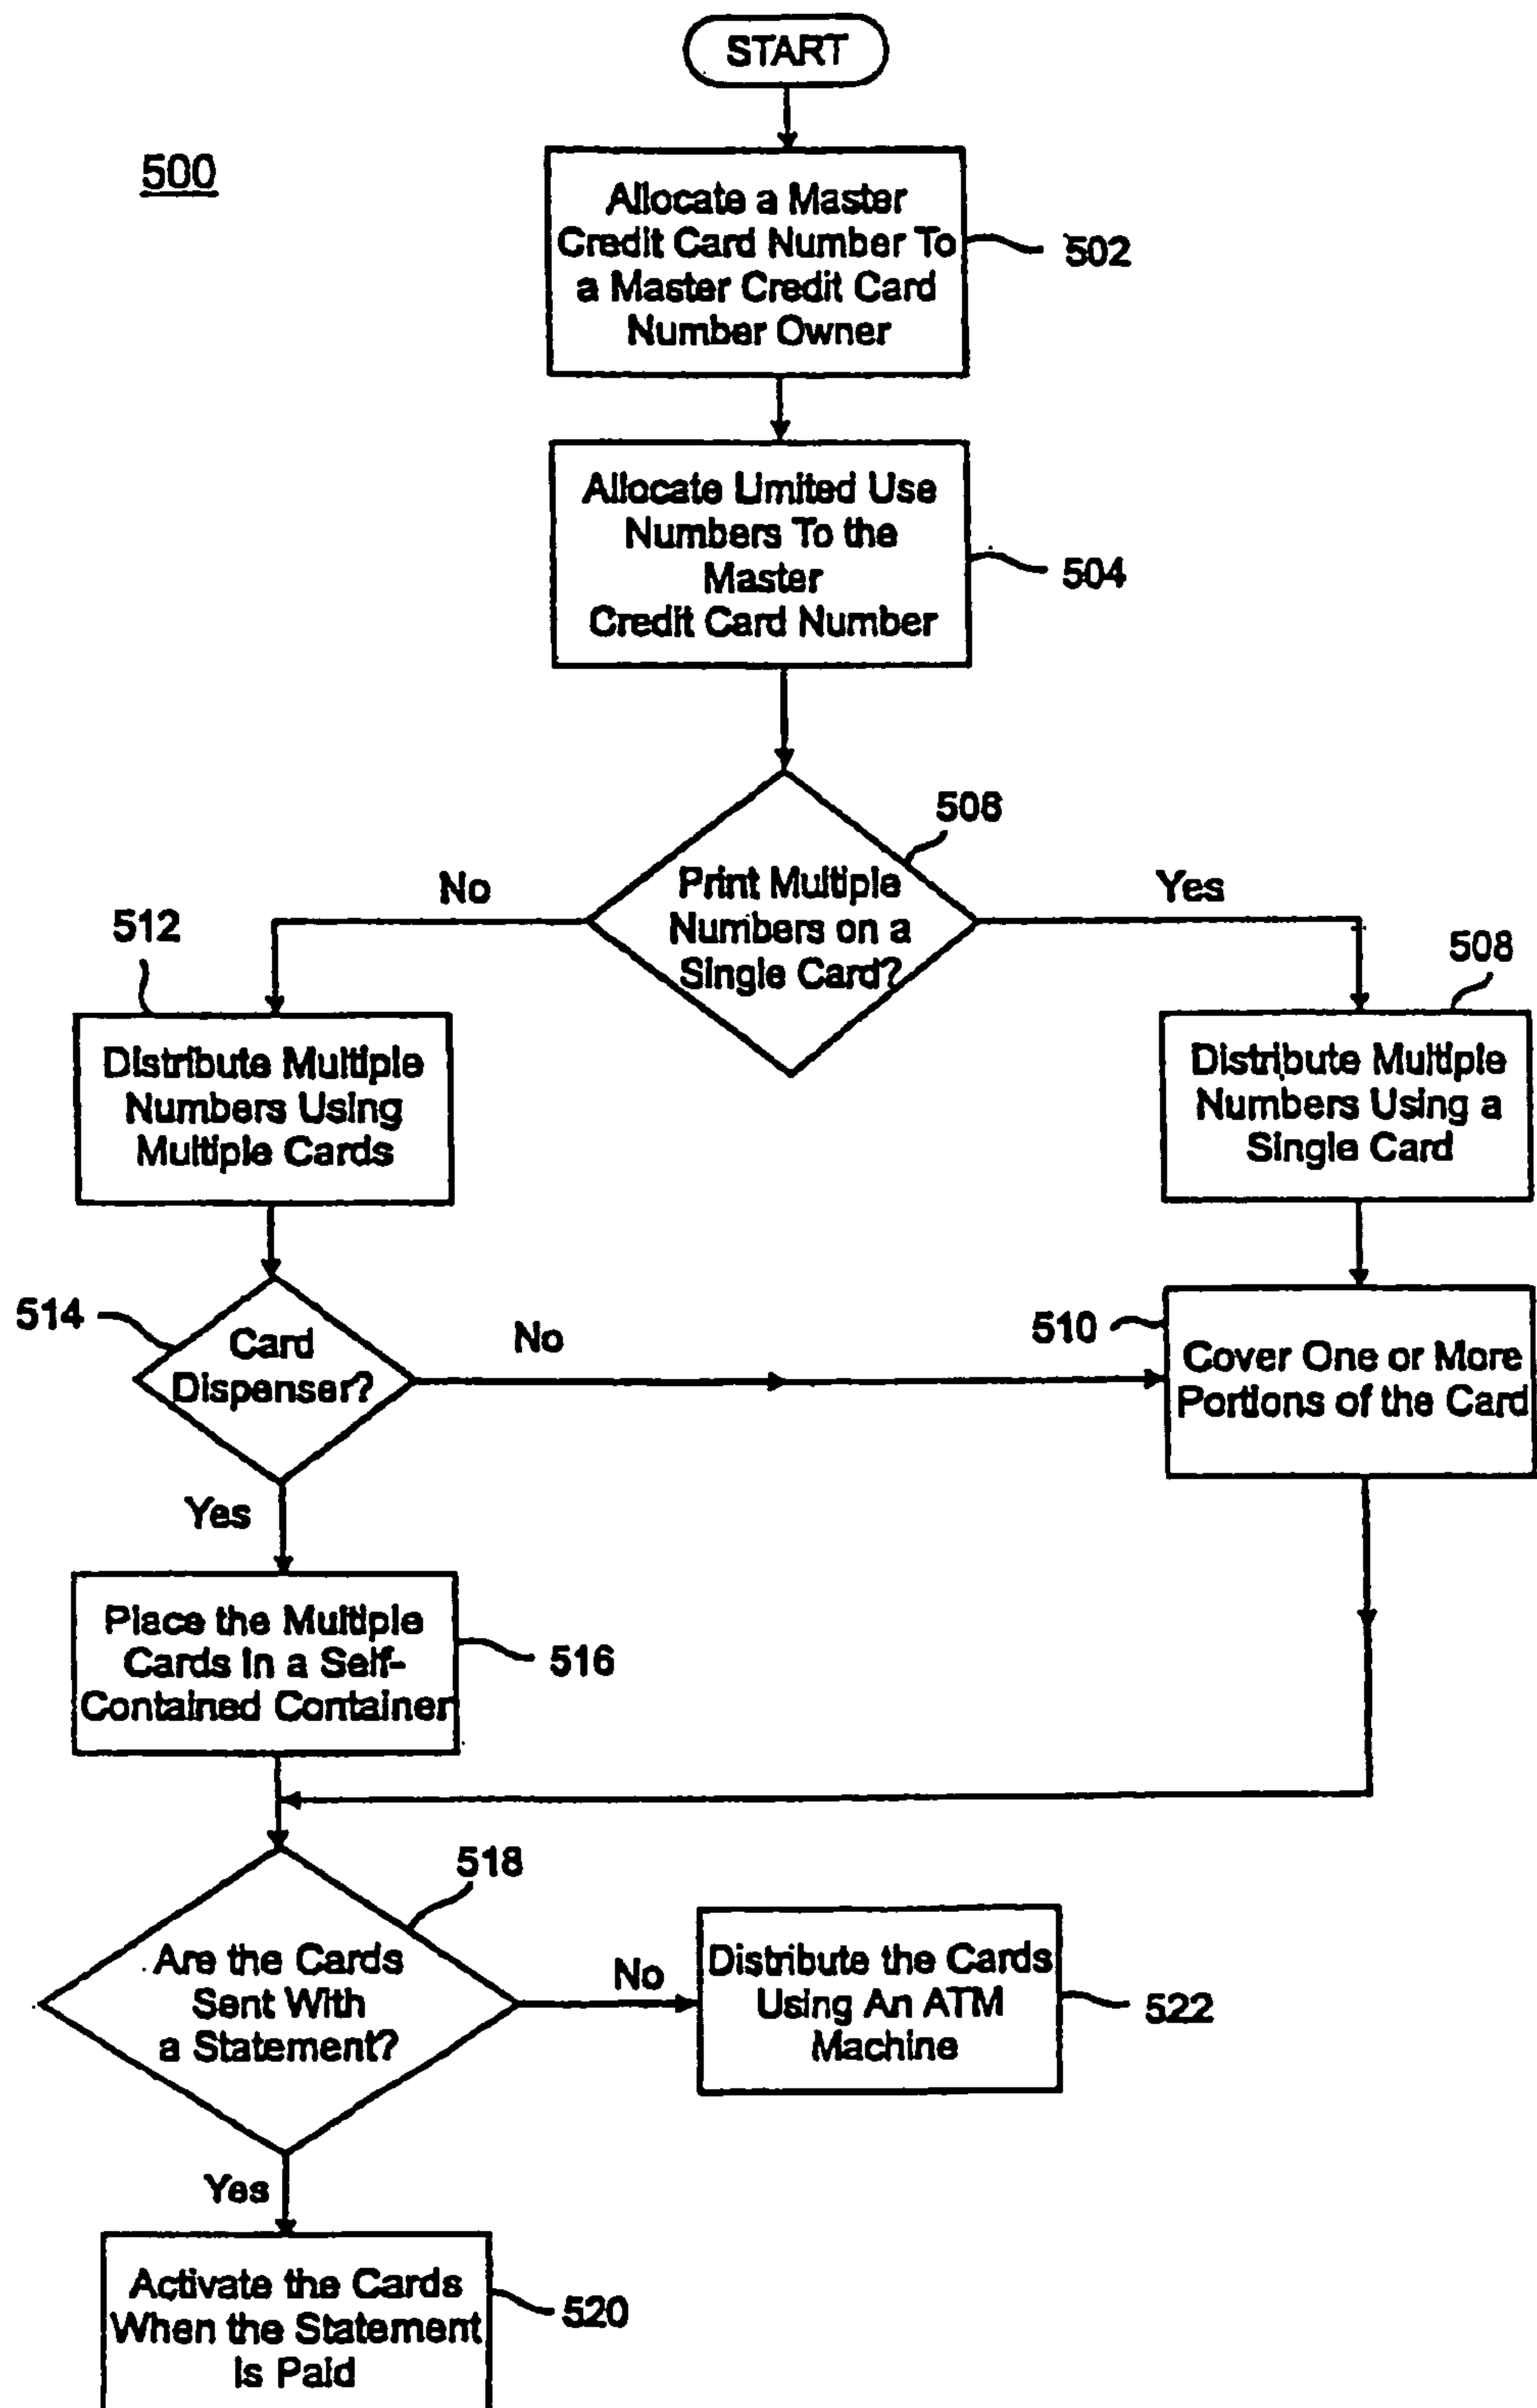 START
500
Allocate a Master
Credit Card Number To
a Master Credit Card
Number Owner
502
Allocate Limited Use
Numbers To the
Master
Credit Card Number
504
506
Print Multiple
Numbers on a
Single Card?
No
Yes
512
508
Distribute Multiple
Numbers Using
Multiple Cards
Distribute Multiple
Numbers Using a
Single Card
514
Card
Dispenser?
No
510
Cover One or More
Portions of the Card
Yes
Place the Multiple
Cards in a Self-
Contained Container
516
518
Are the Cards
Sent With
a Statement?
No
Distribute the Cards
Using An ATM
Machine
522
Yes
Activate the Cards
When the Statement
is Paid
520